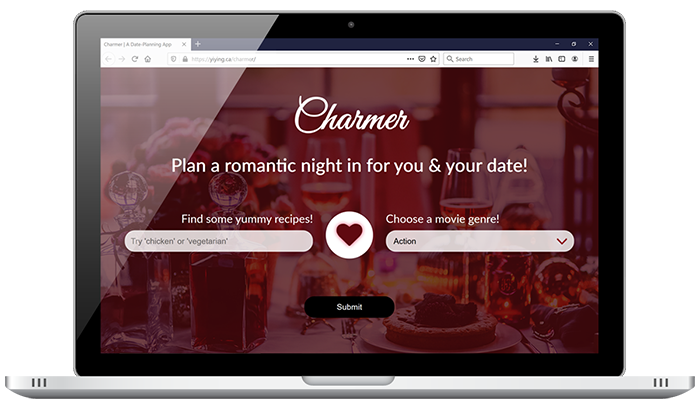 Charmer | A Date-Planning App
https://yiying.ca/charmer/
Search
Charmer
Plan a romantic night in for you & your date!
Find some yummy recipes!
Choose a movie genre!
Try 'chicken' or 'vegetarian'
Action
Submit